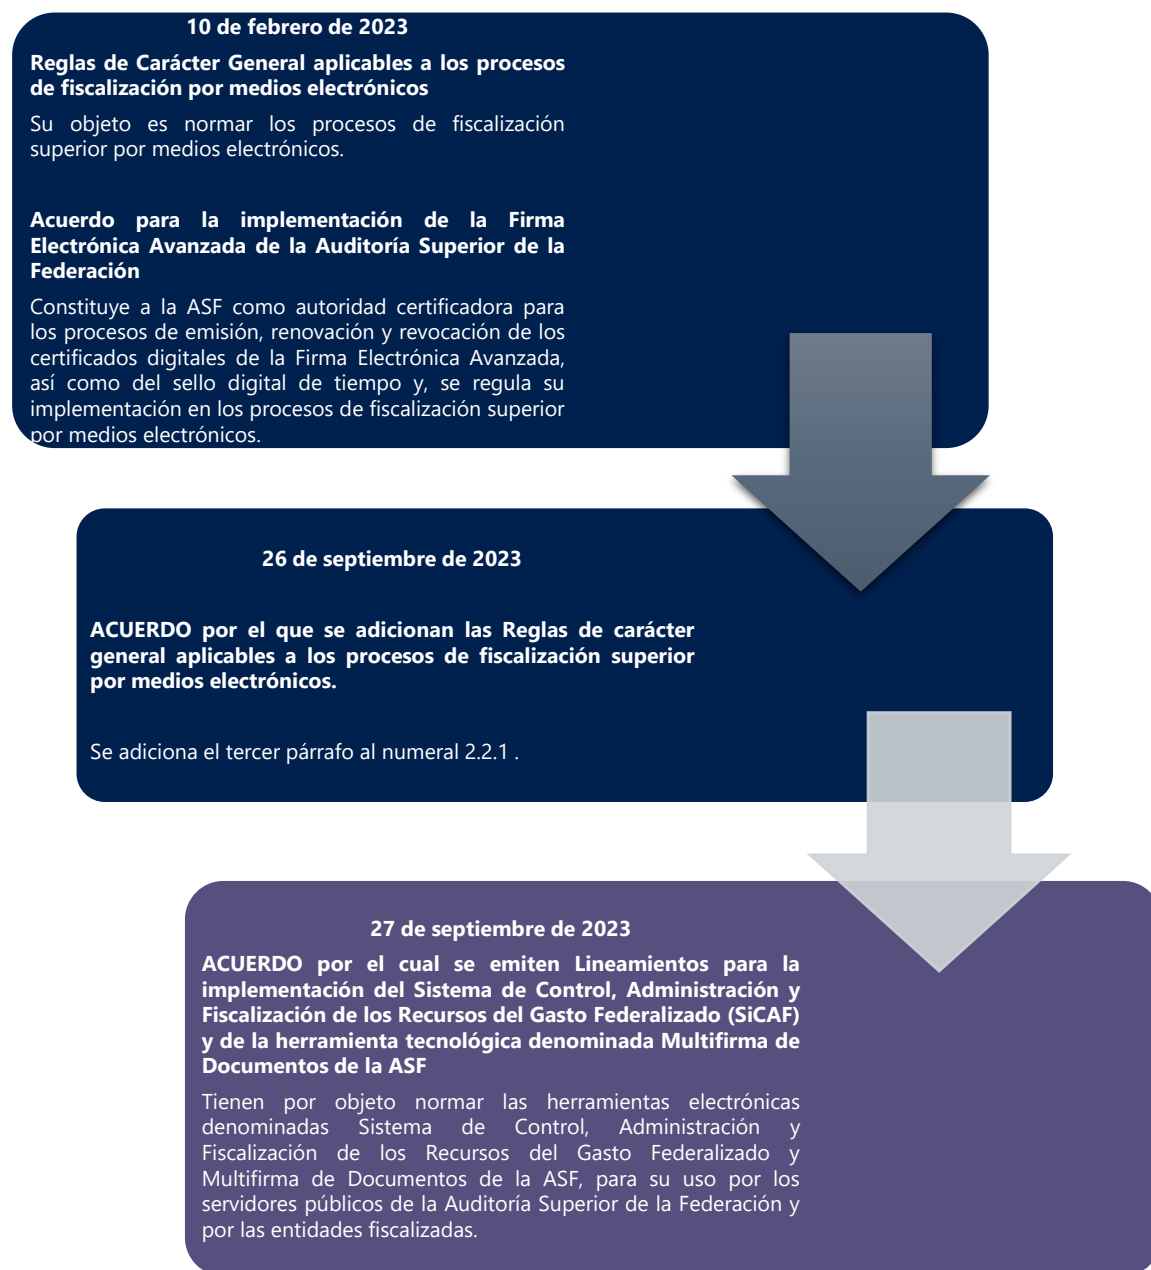 10 de febrero de 2023
Reglas de Carácter General aplicables a los procesos
de fiscalización por medios electrónicos
Su objeto es normar los procesos de fiscalización
superior por medios electrónicos.
Acuerdo para la implementación de la Firma
Electrónica Avanzada de la Auditoría Superior de la
Federación
Constituye a la ASF como autoridad certificadora para
los procesos de emisión, renovación y revocación de los
certificados digitales de la Firma Electrónica Avanzada,
así como del sello digital de tiempo y, se regula su
implementación en los procesos de fiscalización superior
por medios electrónicos.
26 de septiembre de 2023
ACUERDO por el que se adicionan las Reglas de carácter
general aplicables a los procesos de fiscalización superior
por medios electrónicos.
Se adiciona el tercer párrafo al numeral 2.2.1 .
27 de septiembre de 2023
ACUERDO por el cual se emiten Lineamientos para la
implementación del Sistema de Control, Administración y
Fiscalización de los Recursos del Gasto Federalizado (SiCAF)
y de la herramienta tecnológica denominada Multifirma de
Documentos de la ASF
Tienen por objeto normar las herramientas electrónicas
denominadas Sistema de Control, Administración y
Fiscalización de los Recursos del Gasto Federalizado y
Multifirma de Documentos de la ASF, para su uso por los
servidores públicos de la Auditoría Superior de la Federación y
por las entidades fiscalizadas.